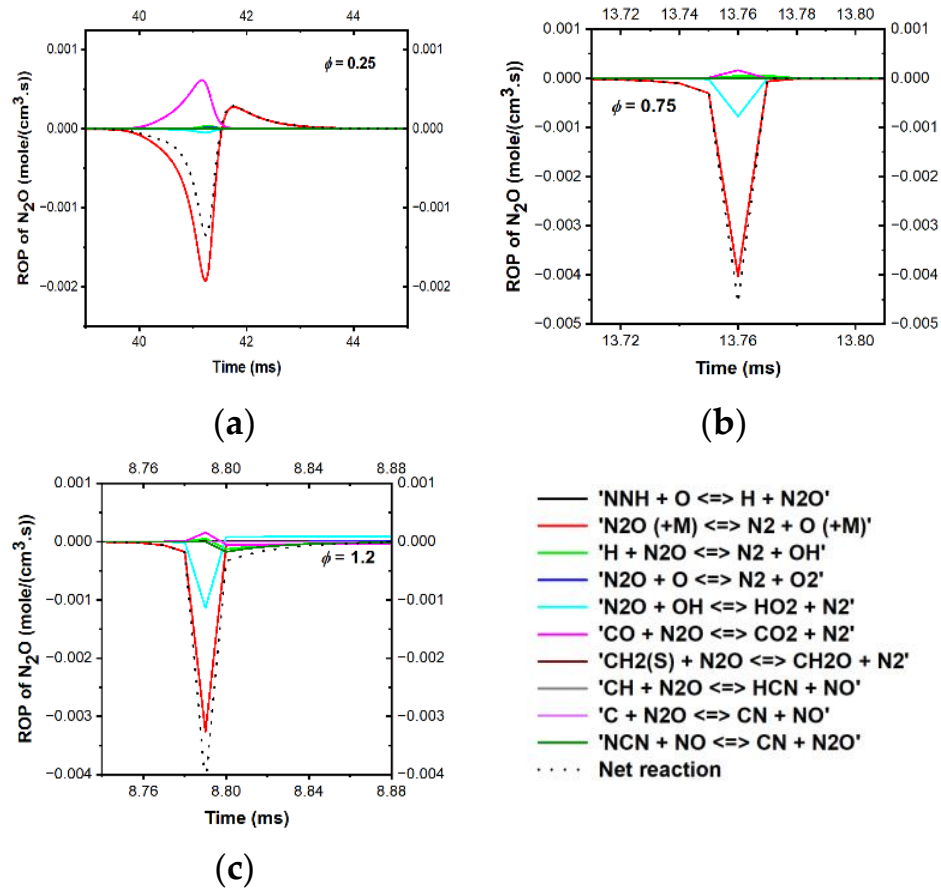 40 42 44
0.001
0.000
−0.001
−0.002
0.001
0.000
−0.001
−0.002
ϕ = 0.25
ROP of N2O (mole/(cm3.s))
40 42 44
Time (ms)
(a)
13.72 13.76 13.80
0.001
0.000
−0.001
−0.002
−0.003
−0.004
−0.005
0.001
0.000
−0.001
−0.002
−0.003
−0.004
−0.005
ϕ = 0.75
ROP of N2O (mole/(cm3.s))
13.72 13.76 13.80
Time (ms)
(b)
8.76 8.80 8.84 8.88
0.001
0.000
−0.001
−0.002
−0.003
−0.004
0.001
0.000
−0.001
−0.002
−0.003
−0.004
ϕ = 1.2
ROP of N2O (mole/(cm3.s))
8.76 8.80 8.84 8.88
Time (ms)
(c)
'NNH + O <=> H + N2O'
'N2O (+M) <=> N2 + O (+M)'
'H + N2O <=> N2 + OH'
'N2O + O <=> N2 + O2'
'N2O + OH <=> HO2 + N2'
'CO + N2O <=> CO2 + N2'
'CH2(S) + N2O <=> CH2O + N2'
'CH + N2O <=> HCN + NO'
'C + N2O <=> CN + NO'
'NCN + NO <=> CN + N2O'
Net reaction